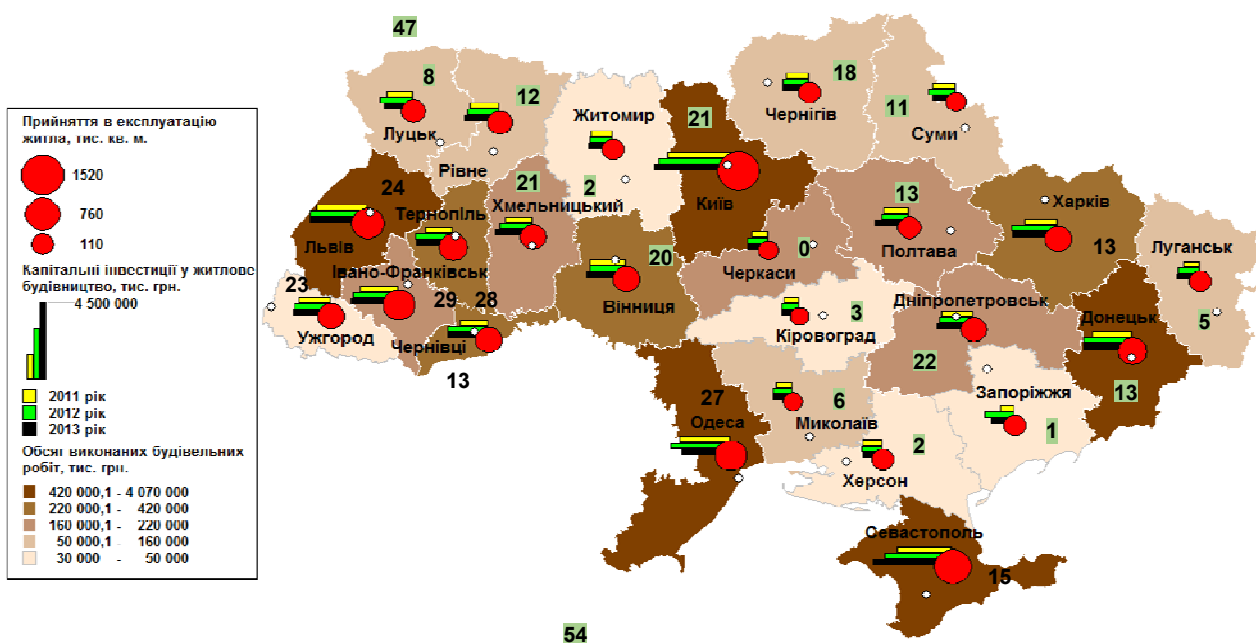 47
8
12
18
21
11
Житомир
Чернігів
Суми
Луцьк
Рівне
2
21
Хмельницький
Київ
24
Тернопіль
Львів
13
Харків
Полтава
13
Луганськ
0
Черкаси
20
Вінниця
Івано-Франківськ
23
29
28
Ужгород
Чернівці
13
Дніпропетровськ
3
Кіровоград
22
Донецьк
5
13
Запоріжжя
1
27
Одеса
6
Миколаїв
2
Херсон
Севастополь
15
54
Прийняття в експлуатацію
житла, тис. кв. м.
1520
760
110
Капітальні інвестиції у житлове
будівництво, тис. грн.
4 500 000
2011 рік
2012 рік
2013 рік
Обсяг виконаних будівельних
робіт, тис. грн.
420 000,1 - 4 070 000
220 000,1 - 420 000
160 000,1 - 220 000
50 000,1 - 160 000
30 000 - 50 000